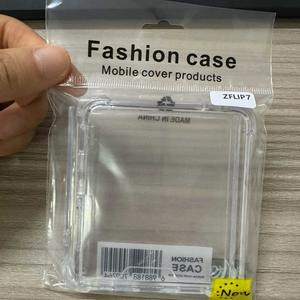 Fashion case
Mobile cover products
ZFLIP7
MADE IN CHINA
FASHION
CASE
New